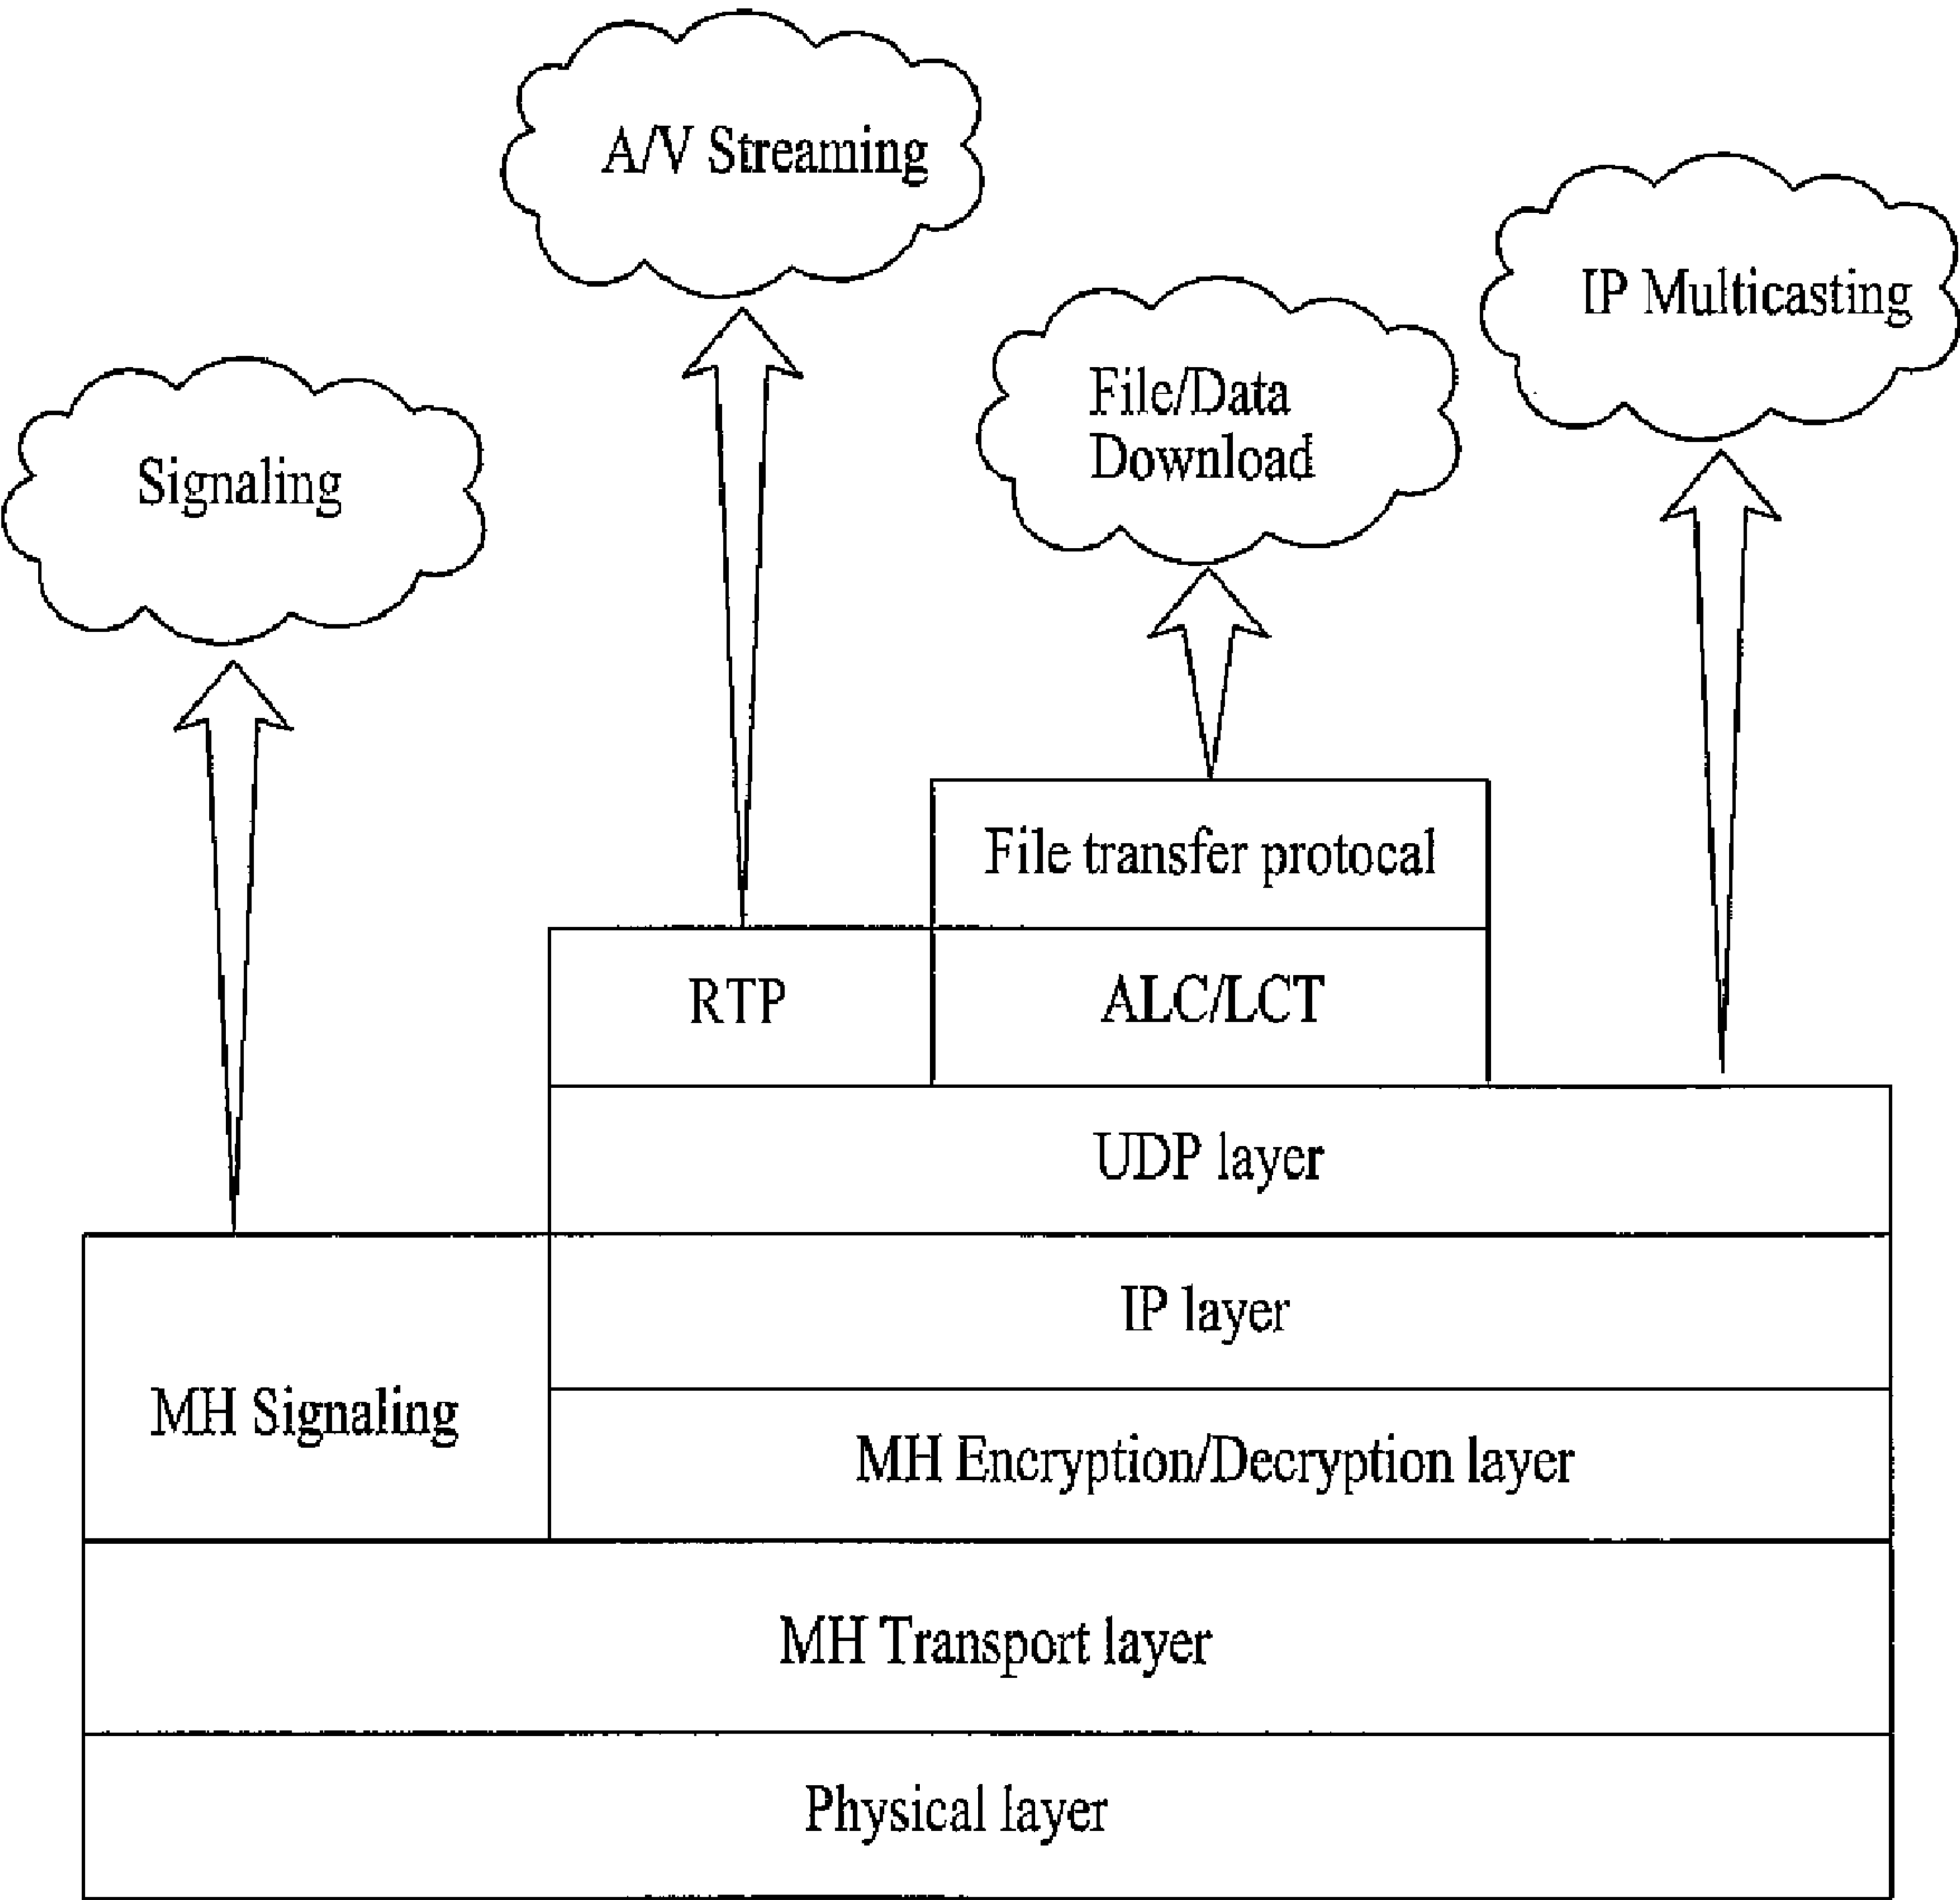 A/V Streaming
IP Multicasting
File/Data
Download
Signaling
File transfer protocal
RTP
ALC/LCT
UDP layer
IP layer
MH Signaling
MH Encryption/Decryption layer
MH Transport layer
Physical layer